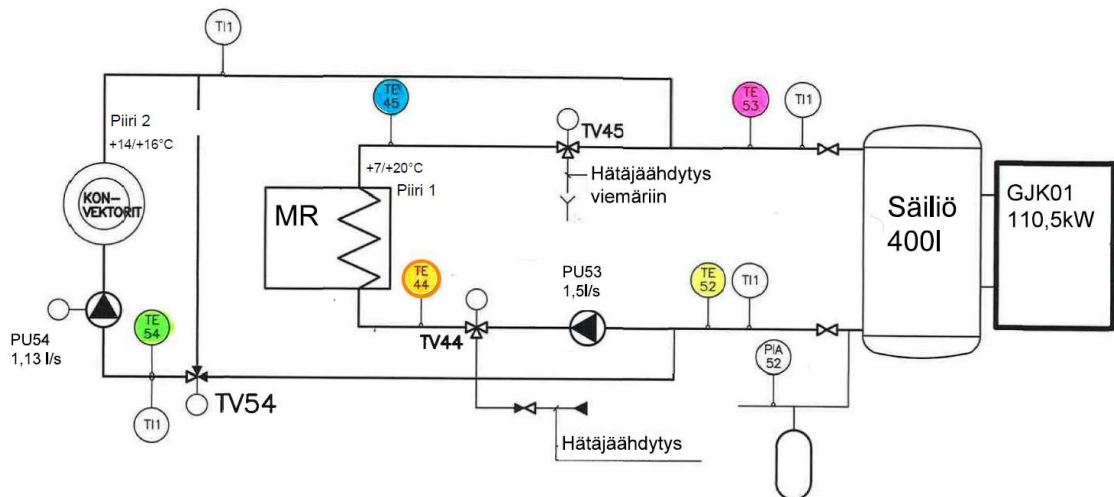 TI1
Piiri 2
+14/+16°C
KON-
VEKTORIT
PU54
1,13 l/s
TE
54
TI1
TV54
TE
45
+7/+20°C
Piiri 1
MR
TE
44
TV44
TV45
Hätäjäähdytys
viemäriin
PU53
1,5l/s
Hätäjäähdytys
TE
53
TI1
TE
52
TI1
PIA
52
Säiliö
400l
GJK01
110,5kW